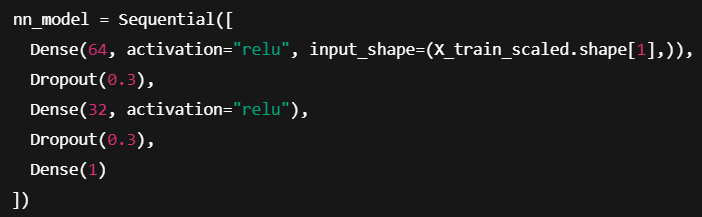 nn_model = Sequential([
  Dense(64, activation="relu", input_shape=(X_train_scaled.shape[1],)),
  Dropout(0.3),
  Dense(32, activation="relu"),
  Dropout(0.3),
  Dense(1)
])